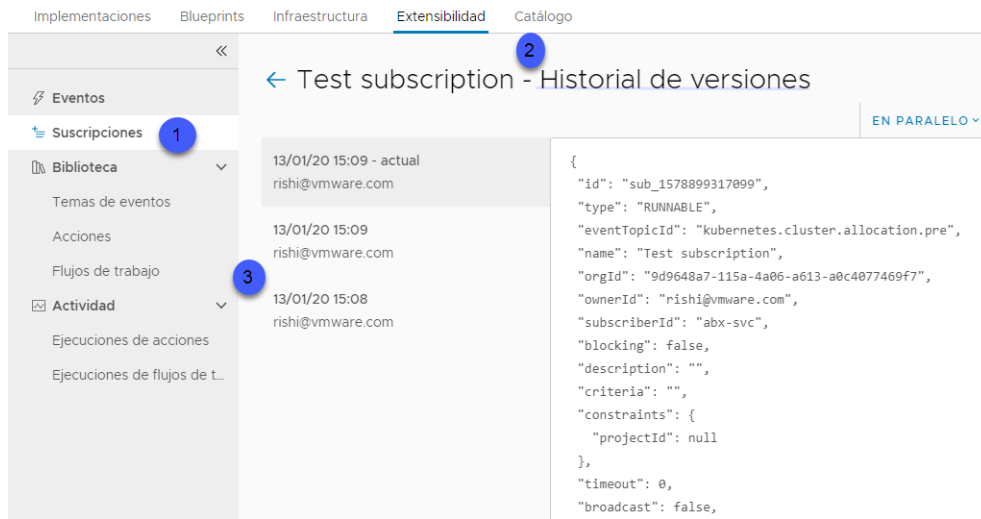 Implementaciones Blueprints Infraestructura Extensibilidad Catálogo
2
← Test subscription - Historial de versiones
EN PARALELO
Eventos
Suscripciones 1
Biblioteca
Temas de eventos
Acciones
Flujos de trabajo
3
Actividad
Ejecuciones de acciones
Ejecuciones de flujos de t...
13/01/20 15:09 - actual
rishi@vmware.com
13/01/20 15:09
rishi@vmware.com
13/01/20 15:08
rishi@vmware.com
{
"id": "sub_1578899317099",
"type": "RUNNABLE",
"eventTopicId": "kubernetes.cluster.allocation.pre",
"name": "Test subscription",
"orgId": "9d9648a7-115a-4a06-a613-a0c4077469f7",
"ownerId": "rishi@vmware.com",
"subscriberId": "abx-svc",
"blocking": false,
"description": "",
"criteria": "",
"constraints": {
"projectId": null
},
"timeout": 0,
"broadcast": false,